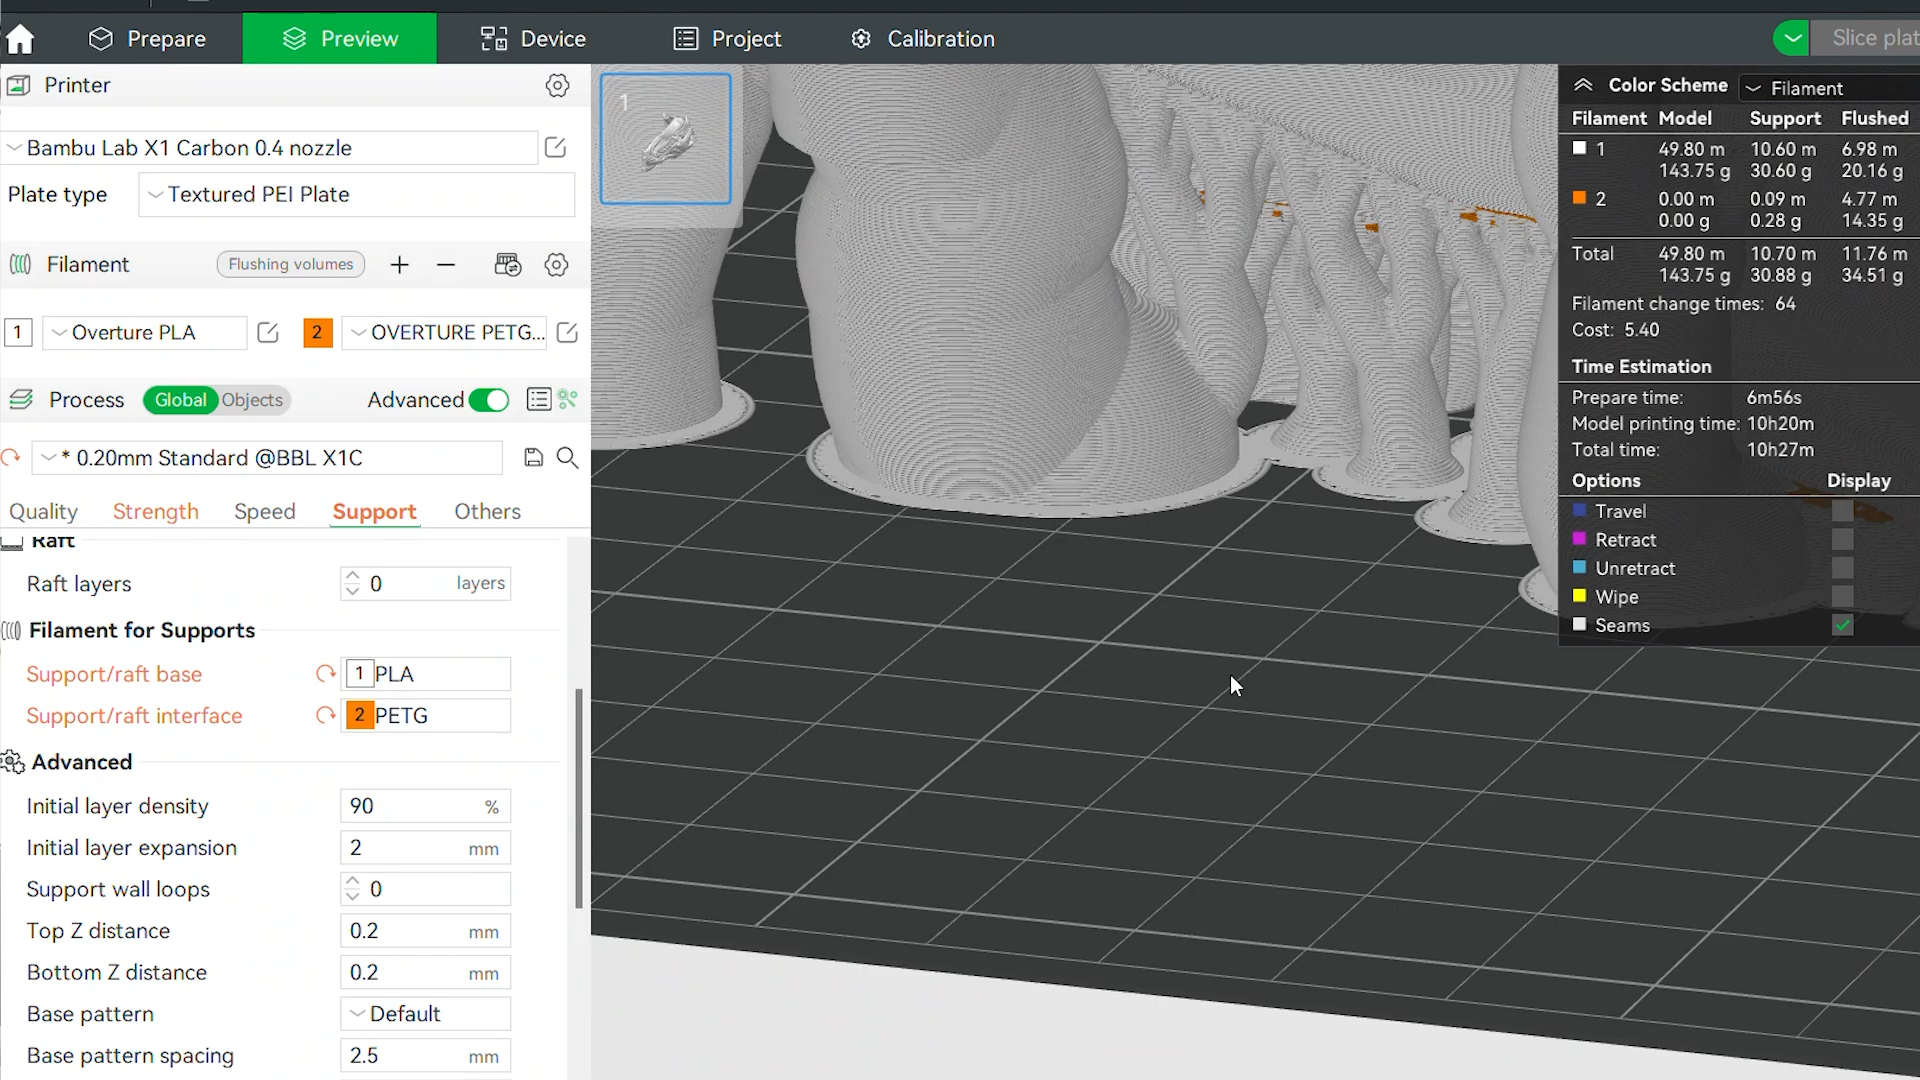 Prepare
Preview
Device
Project
Calibration
Slice plat
Printer
Bambu Lab X1 Carbon 0.4 nozzle
Plate type
Textured PEI Plate
Filament
Flushing volumes
1
Overture PLA
2
OVERTURE PETG...
Process
Global
Objects
Advanced
* 0.20mm Standard @BBL X1C
Quality
Strength
Speed
Support
Others
Raft
Raft layers
0
layers
Filament for Supports
Support/raft base
1 PLA
Support/raft interface
2 PETG
Advanced
Initial layer density
90
%
Initial layer expansion
2
mm
Support wall loops
0
Top Z distance
0.2
mm
Bottom Z distance
0.2
mm
Base pattern
Default
Base pattern spacing
2.5
mm
1
Color Scheme
Filament
Filament Model Support Flushed
1 49.80 m 10.60 m 6.98 m
143.75 g 30.60 g 20.16 g
2 0.00 m 0.09 m 4.77 m
0.00 g 0.28 g 14.35 g
Total 49.80 m 10.70 m 11.76 m
143.75 g 30.88 g 34.51 g
Filament change times: 64
Cost: 5.40
Time Estimation
Prepare time: 6m56s
Model printing time: 10h20m
Total time: 10h27m
Options Display
Travel
Retract
Unretract
Wipe
Seams